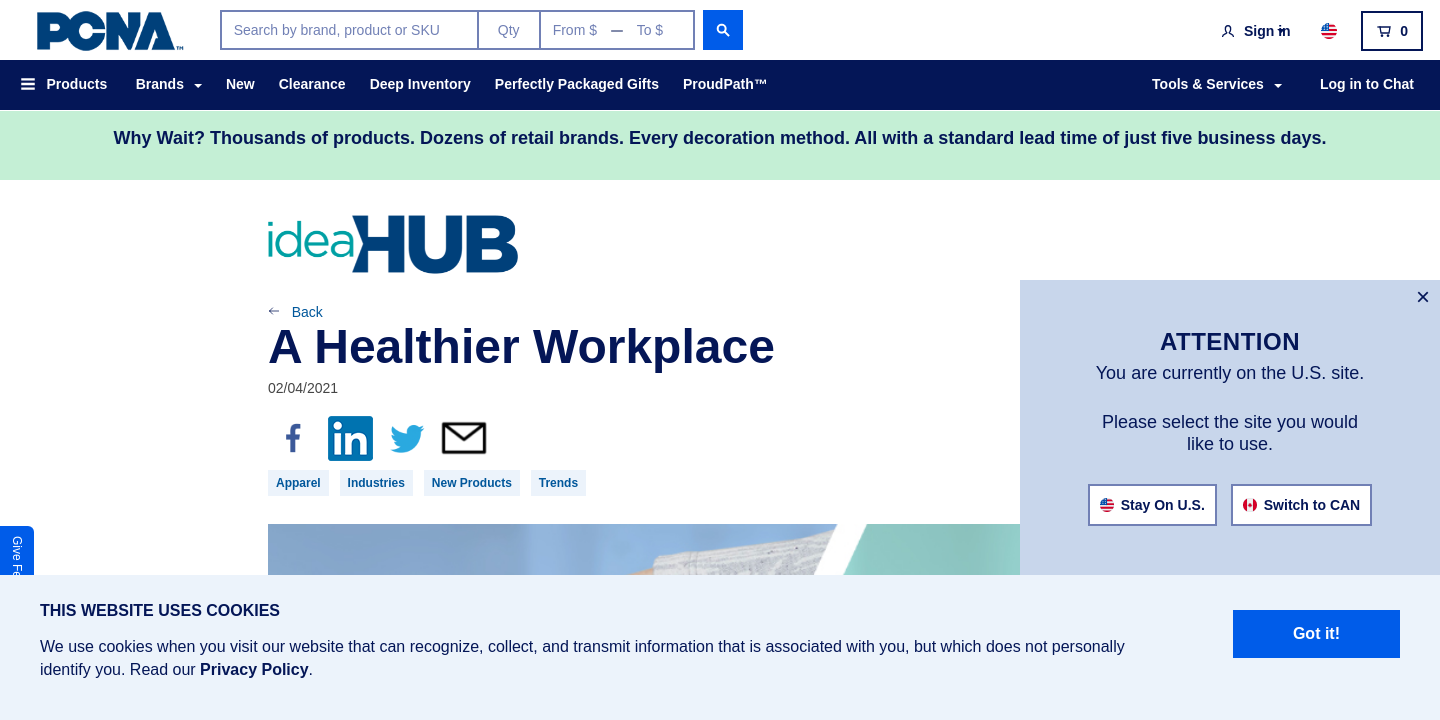 PCNA™
Search by brand, product or SKU
Qty
From $ — To $
Sign in
0
Products
Brands
New
Clearance
Deep Inventory
Perfectly Packaged Gifts
ProudPath™
Tools & Services
Log in to Chat
Why Wait? Thousands of products. Dozens of retail brands. Every decoration method. All with a standard lead time of just five business days.
ideaHUB
Back
A Healthier Workplace
02/04/2021
Apparel
Industries
New Products
Trends
×
ATTENTION
You are currently on the U.S. site.
Please select the site you would
like to use.
Stay On U.S.
Switch to CAN
Give
THIS WEBSITE USES COOKIES
We use cookies when you visit our website that can recognize, collect, and transmit information that is associated with you, but which does not personally
identify you. Read our Privacy Policy.
Got it!